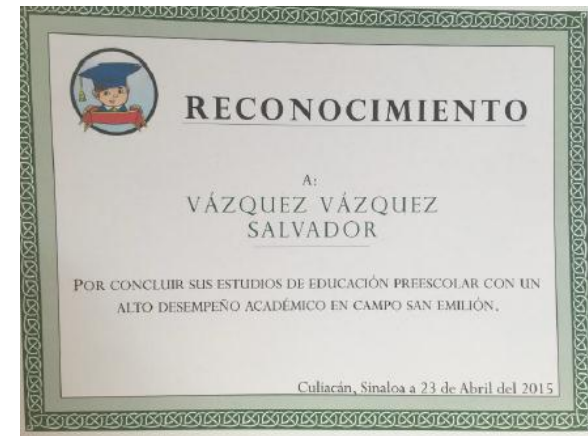 RECONOCIMIENTO
A:
VÁZQUEZ VÁZQUEZ
SALVADOR
POR CONCLUIR SUS ESTUDIOS DE EDUCACIÓN PREESCOLAR CON UN
ALTO DESEMPEÑO ACADÉMICO EN CAMPO SAN EMILIÓN.
Culiacán, Sinaloa a 23 de Abril del 2015